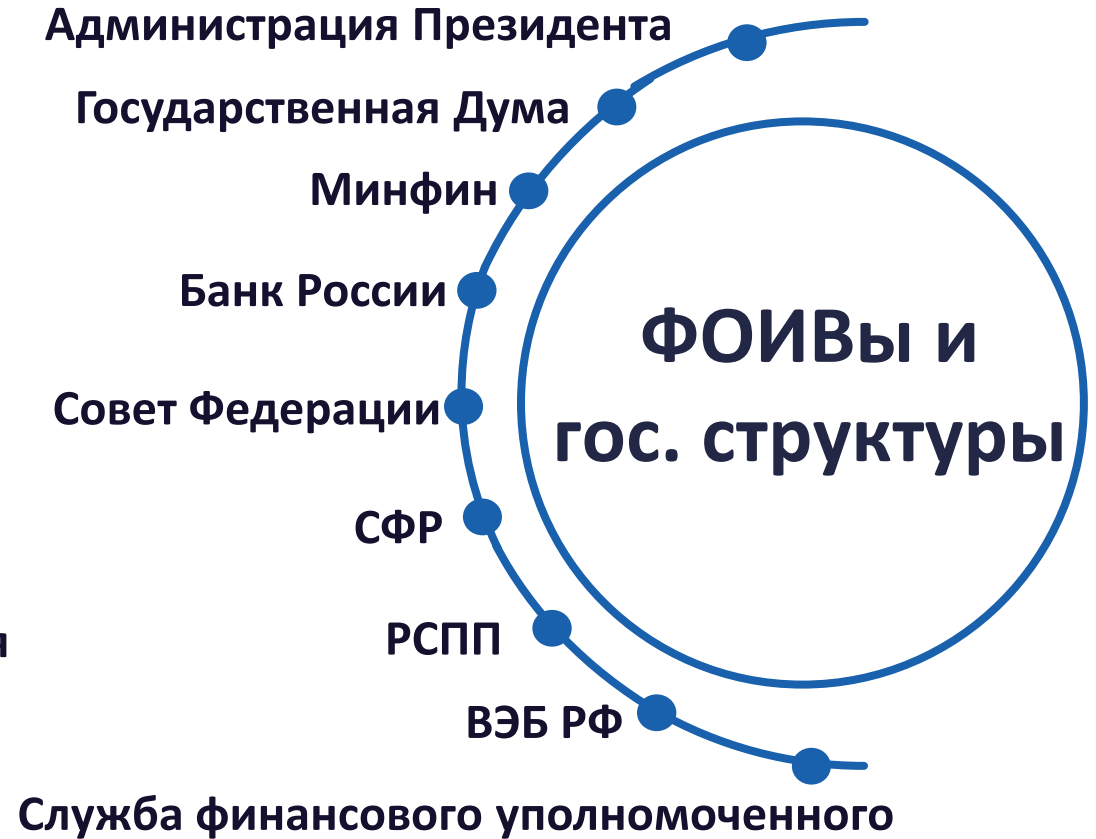 Администрация Президента
Государственная Дума
Минфин
Банк России
Совет Федерации
СФР
РСПП
ВЭБ РФ
Служба финансового уполномоченного
ФОИВы и
гос. структуры